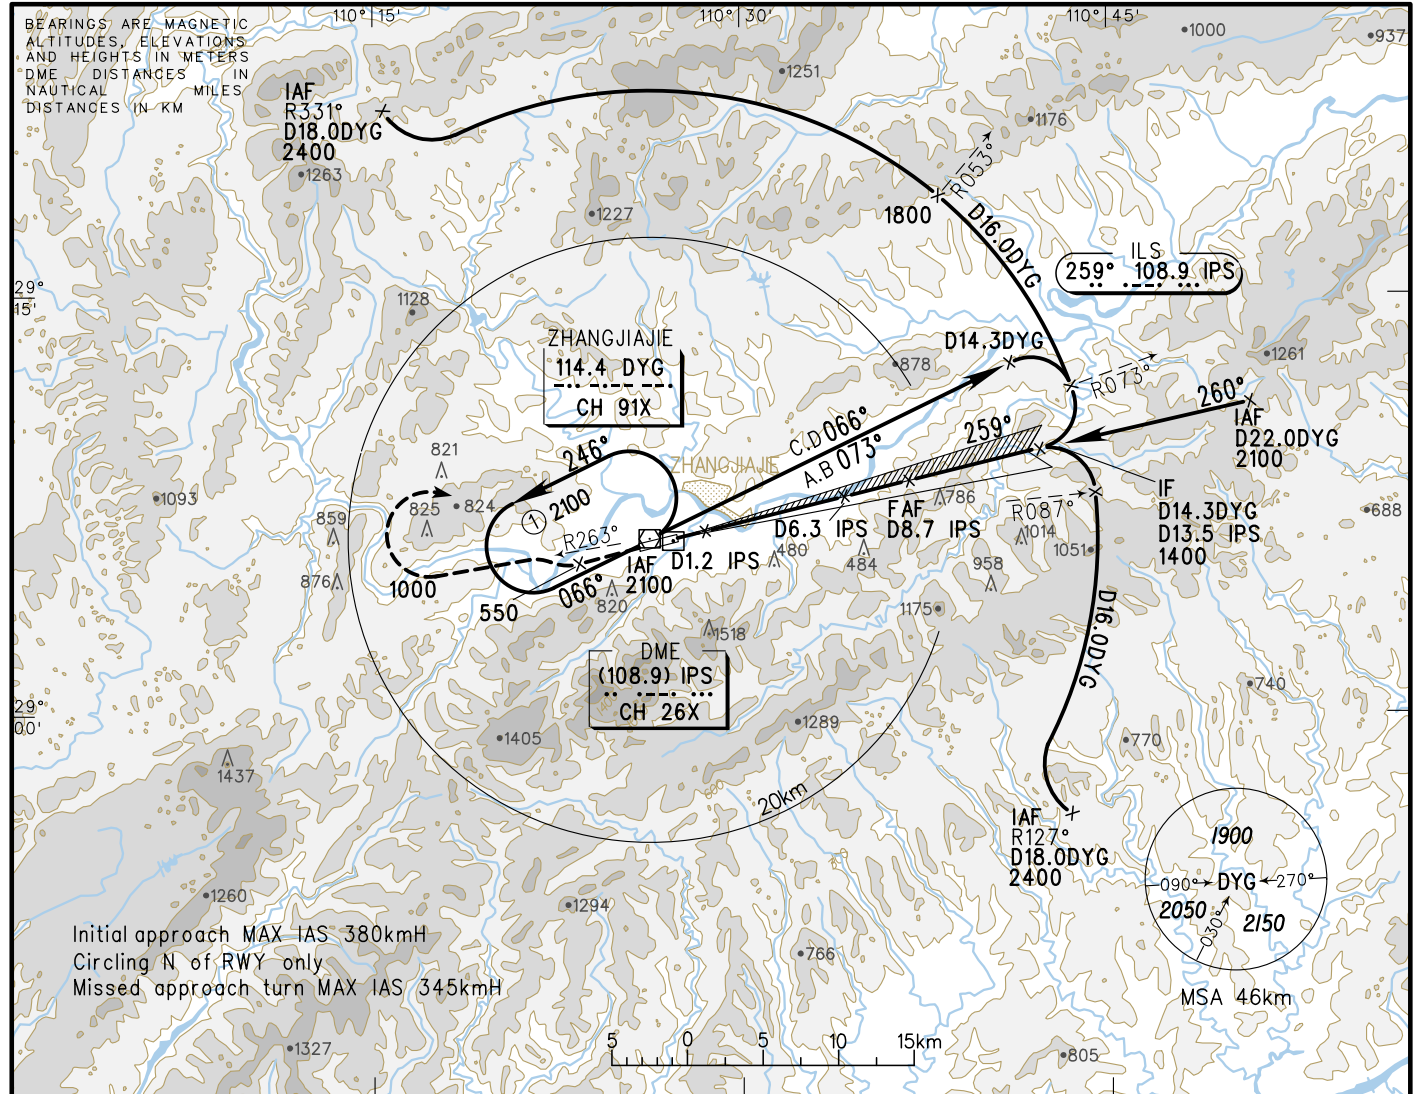 110° 15'
110° 30'
110° 45'
BEARINGS ARE MAGNETIC
ALTITUDES, ELEVATIONS
AND HEIGHTS IN METERS
DME DISTANCES IN
NAUTICAL MILES
DISTANCES IN KM
1000
937
1251
IAF
R331°
D18.0DYG
2400
1263
1176
R053°
1227
1800
D16.0DYG
ILS
259° 108.9 IPS
29°
15'
1128
ZHANGJIAJIE
114.4 DYG
CH 91X
D14.3DYG
878
1261
R073°
260°
IAF
D22.0DYG
2100
C.D 066°
A.B 073°
259°
246°
821
ZHANGJIAJIE
1093
825
824
1 2100
859
876
R263°
786
FAF
D8.7 IPS
D6.3 IPS
R087°
1014
1051
IF
D14.3DYG
D13.5 IPS
1400
688
480
484
958
IAF
2100
D1.2 IPS
1000
066°
550
820
1175
1518
D16.0DYG
DME
(108.9) IPS
CH 26X
740
29°
00'
1405
1289
770
1437
600
20km
IAF
R127°
D18.0DYG
2400
1900
090° DYG 270°
2050
030°
2150
MSA 46km
1260
1294
766
Initial approach MAX IAS 380kmH
Circling N of RWY only
Missed approach turn MAX IAS 345kmH
1327
5 0 5 10 15km
805